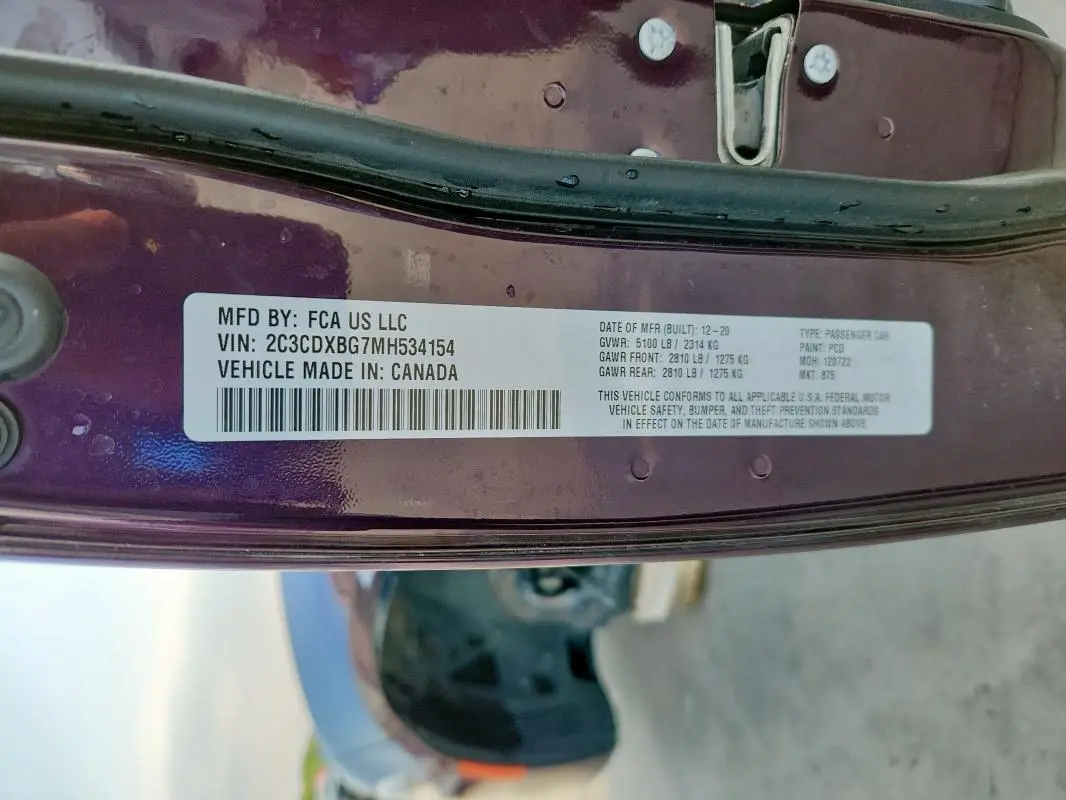 MFD BY: FCA US LLC
VIN: 2C3CDXBG7MH534154
VEHICLE MADE IN: CANADA
DATE OF MFR (BUILT): 12-20
GVWR: 5100 LB / 2314 KG
GAWR FRONT: 2810 LB / 1275 KG
GAWR REAR: 2810 LB / 1275 KG
TYPE: PASSENGER CAR
PAINT: PCD
MDH: 120722
MKT: 875
THIS VEHICLE CONFORMS TO ALL APPLICABLE U.S.A. FEDERAL MOTOR
VEHICLE SAFETY, BUMPER, AND THEFT PREVENTION STANDARDS
IN EFFECT ON THE DATE OF MANUFACTURE SHOWN ABOVE